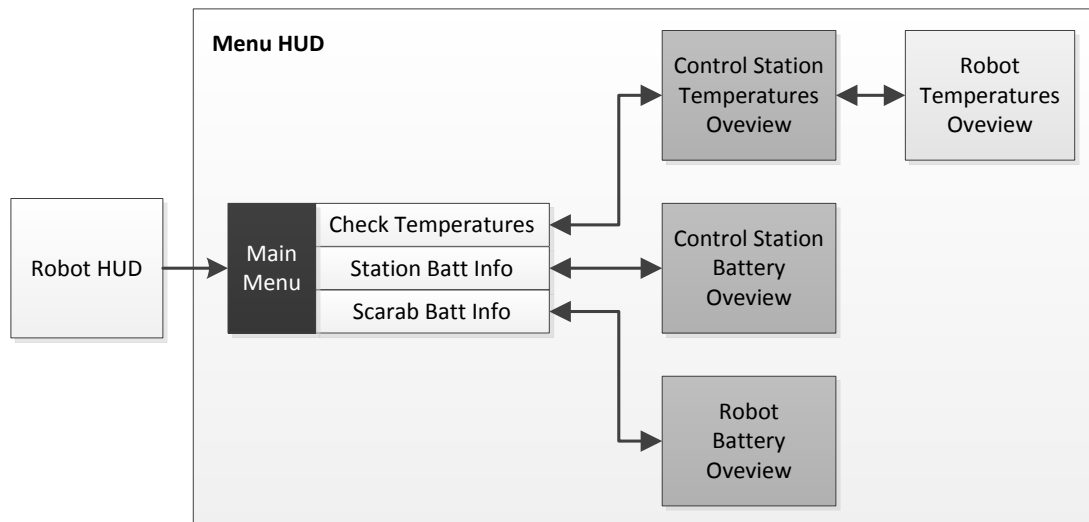 Menu HUD
Control Station
Temperatures
Oveview
Robot
Temperatures
Oveview
Robot HUD
Main
Menu
Check Temperatures
Station Batt Info
Scarab Batt Info
Control Station
Battery
Oveview
Robot
Battery
Oveview